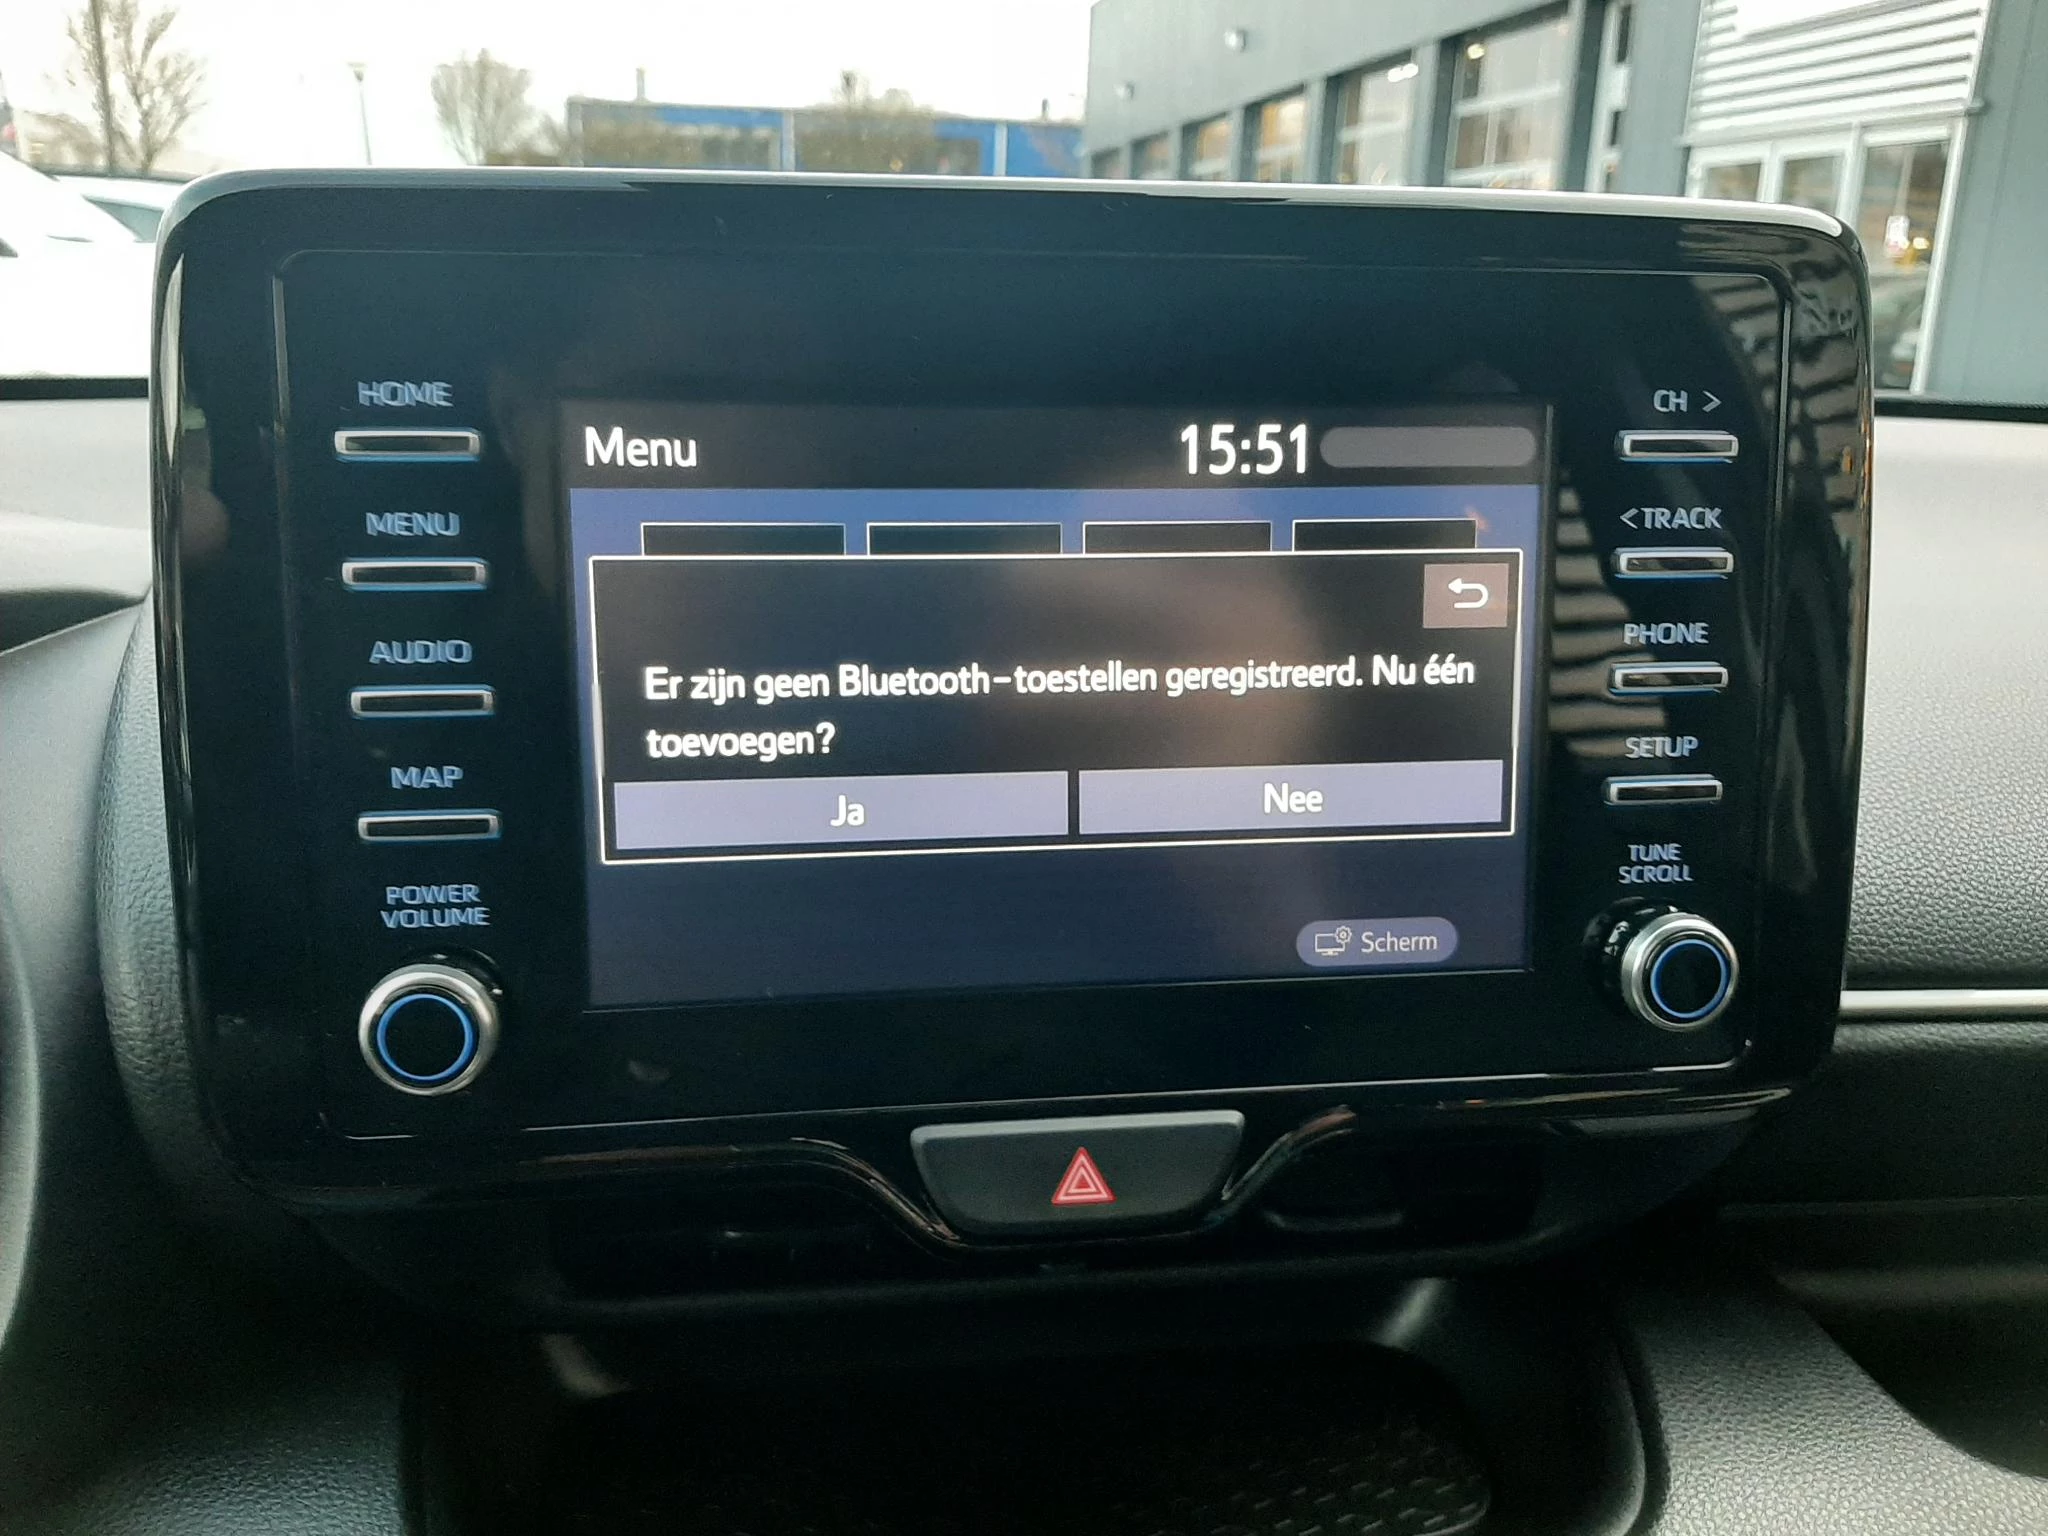 HOME
MENU
AUDIO
MAP
POWER
VOLUME
Menu
15:51
Er zijn geen Bluetooth-toestellen geregistreerd. Nu één
toevoegen?
Ja
Nee
Scherm
CH >
< TRACK
PHONE
SETUP
TUNE
SCROLL